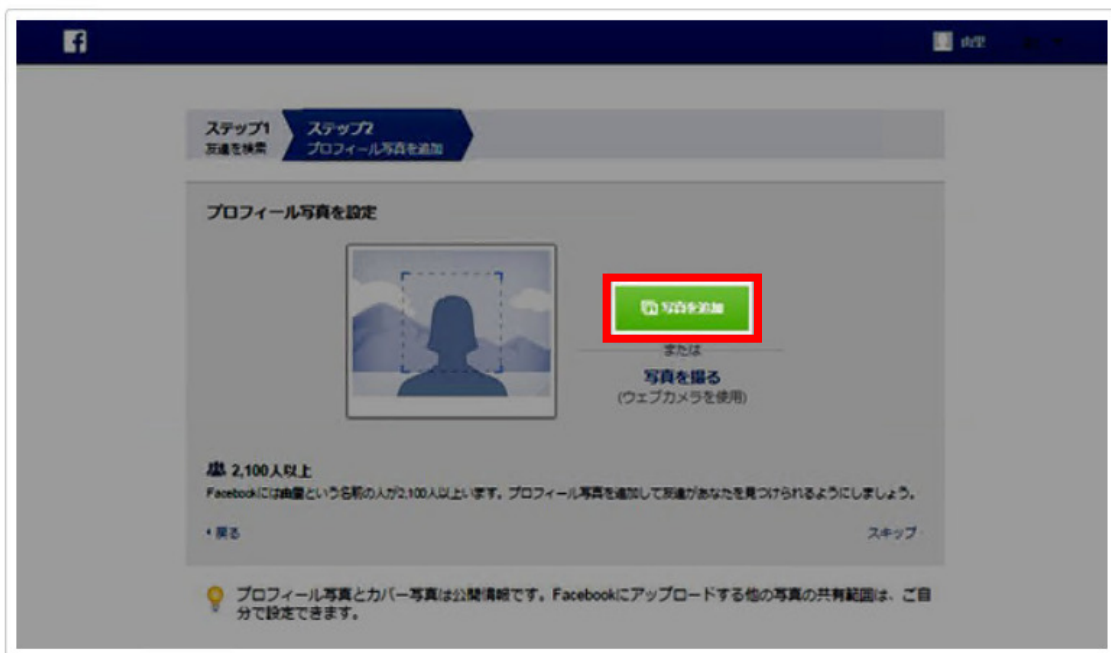 f
由里
ステップ1
ステップ2
友達を検索
プロフィール写真を追加
プロフィール写真を設定
写真を追加
または
写真を撮る
(ウェブカメラを使用)
2,100人以上
Facebookには由里という名前の人が2,100人以上います。プロフィール写真を追加して友達があなたを見つけられるようにしましょう。
戻る
スキップ
プロフィール写真とカバー写真は公開情報です。Facebookにアップロードする他の写真の共有範囲は、ご自
分で設定できます。